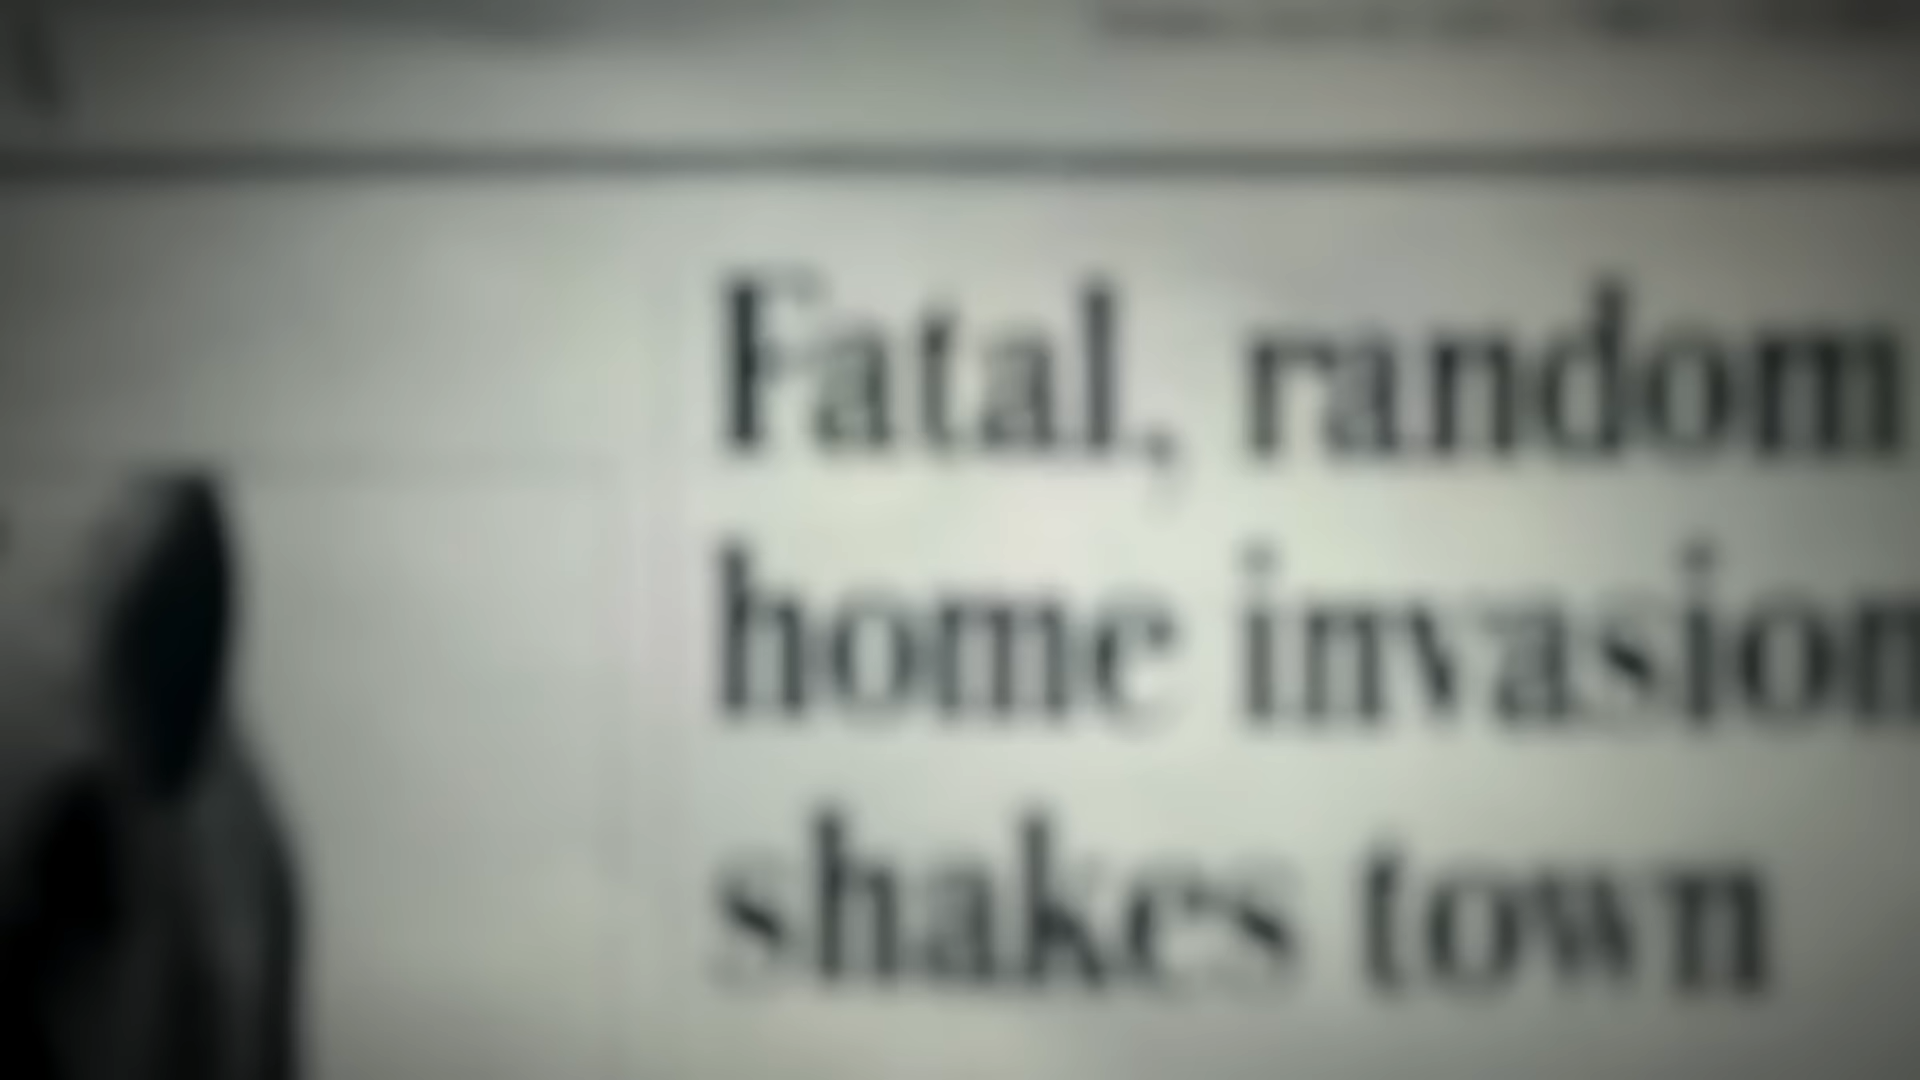 Fatal, random
home invasion
shakes town